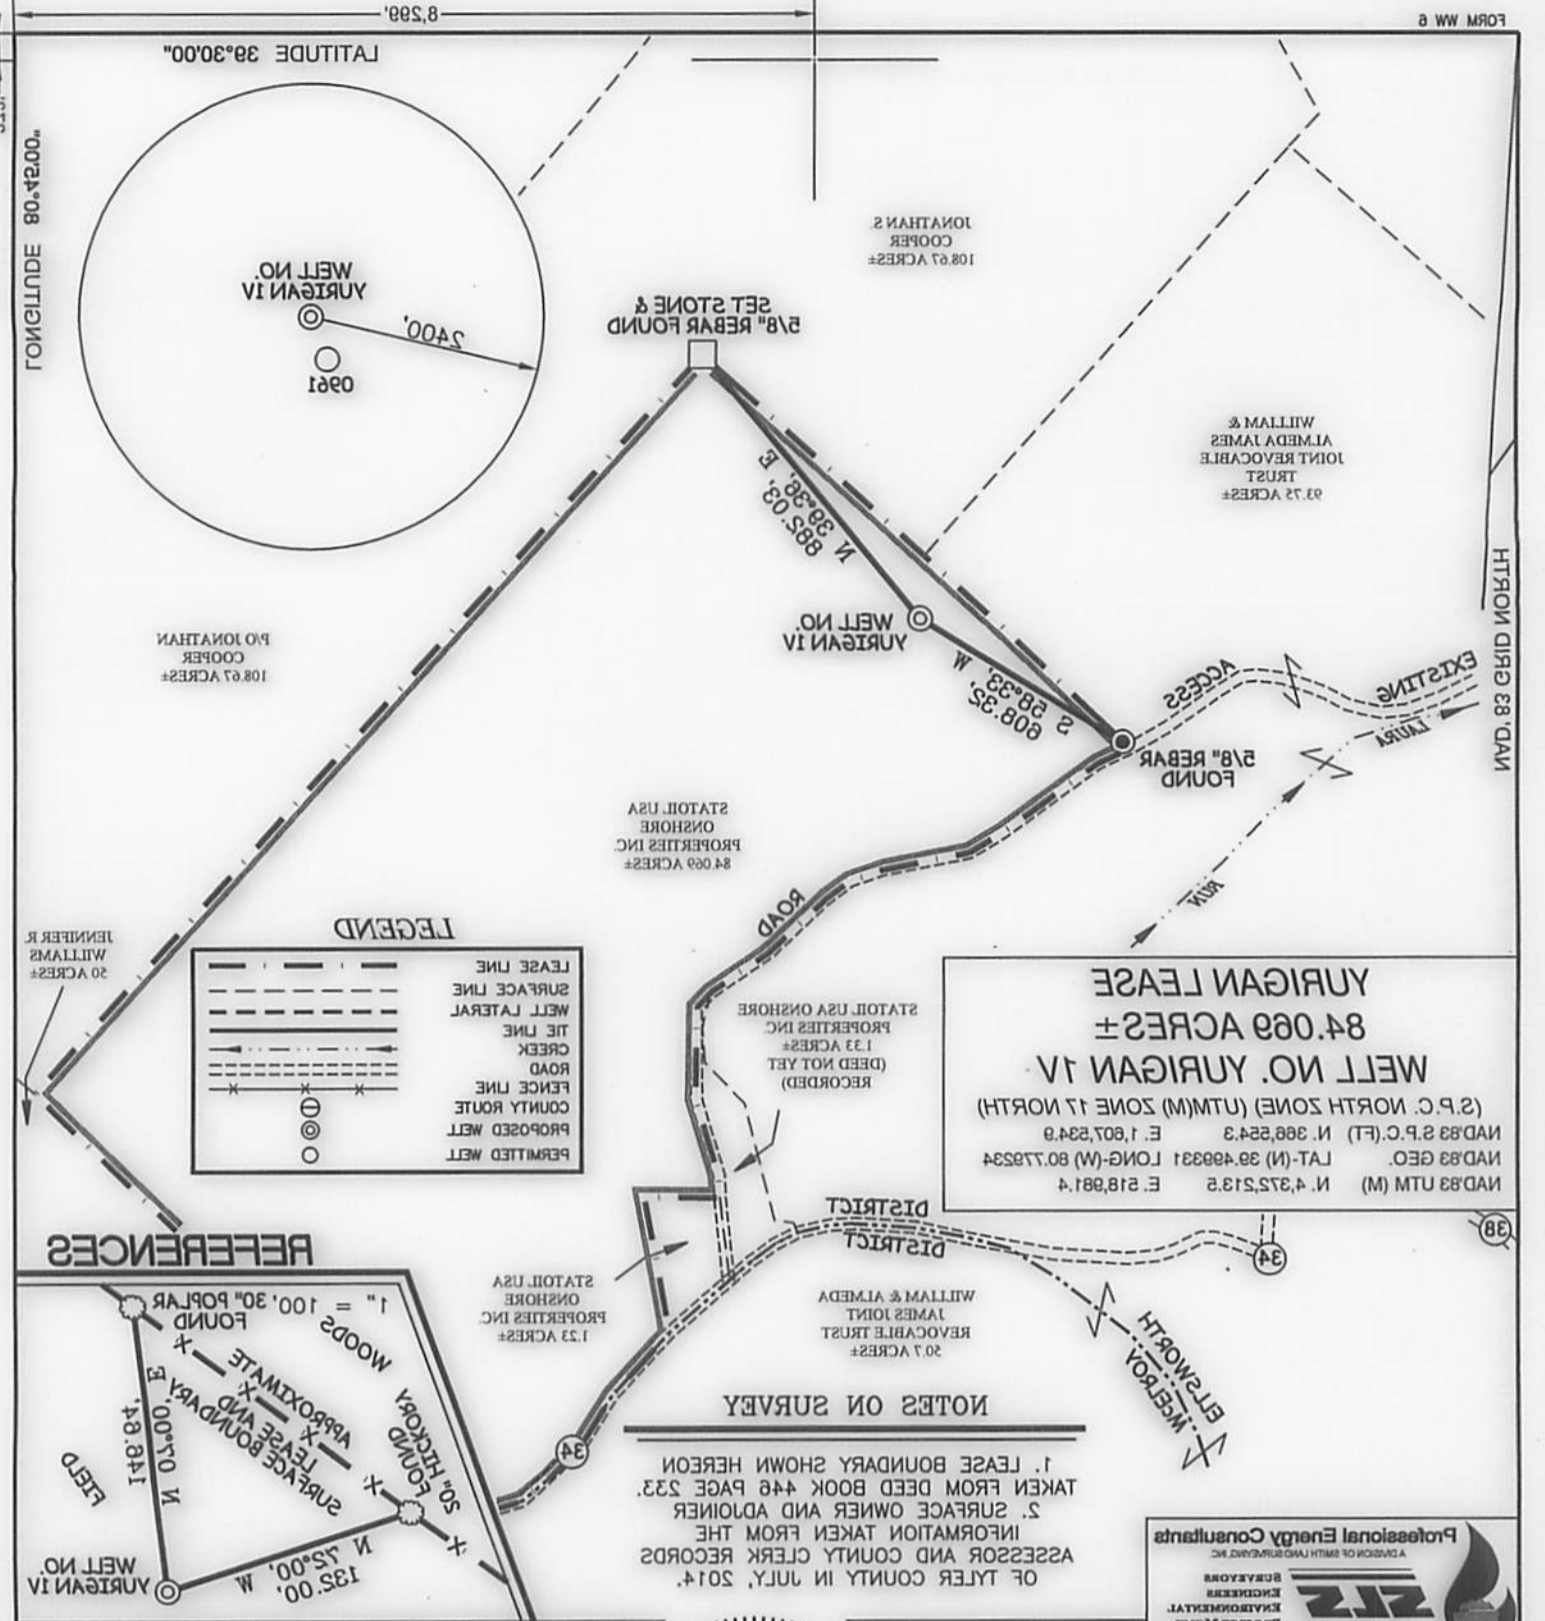 FORM WW 6
8,299'
LATITUDE 39°30'00"
LONGITUDE 80°45'00"
NAD'83 GRID NORTH
JONATHAN S.
COOPER
108.67 ACRES±
WILLIAM &
ALMEDA JAMES
JOINT REVOCABLE
TRUST
93.75 ACRES±
SET STONE &
5/8" REBAR FOUND
WELL NO.
YURIGAN 1V
2400'
0961
N 39°36' E
882.03'
WELL NO.
YURIGAN 1V
S 58°33' W
608.32'
5/8" REBAR
FOUND
EXISTING
ACCESS
ROAD
LAURA
RUN
P/O JONATHAN
COOPER
108.67 ACRES±
STATOIL USA
ONSHORE
PROPERTIES INC.
84.069 ACRES±
JENNIFER R
WILLIAMS
50 ACRES±
LEGEND
LEASE LINE
SURFACE LINE
WELL LATERAL
TIE LINE
CREEK
ROAD
FENCE LINE
COUNTY ROUTE
PROPOSED WELL
PERMITTED WELL
STATOIL USA ONSHORE
PROPERTIES INC.
1.33 ACRES±
(DEED NOT YET
RECORDED)
YURIGAN LEASE
84.069 ACRES±
WELL NO. YURIGAN 1V
(S.P.C. NORTH ZONE) (UTM(M) ZONE 17 NORTH)
NAD'83 S.P.C.(FT) N. 366,554.3 E. 1,607,534.9
NAD'83 GEO. LAT-(N) 39.499331 LONG-(W) 80.779234
NAD'83 UTM (M) N. 4,372,213.5 E. 518,981.4
38
34
DISTRICT
DISTRICT
ELLSWORTH
McELROY
WILLIAM & ALMEDA
JAMES JOINT
REVOCABLE TRUST
50.7 ACRES±
STATOIL USA
ONSHORE
PROPERTIES INC.
1.23 ACRES±
34
REFERENCES
1" = 100'
30" POPLAR
FOUND
WOODS
20" HICKORY
FOUND
APPROXIMATE
LEASE AND
SURFACE BOUNDARY
FIELD
N 07°00' E
149.64'
N 72°00' W
132.00'
WELL NO.
YURIGAN 1V
NOTES ON SURVEY
1. LEASE BOUNDARY SHOWN HEREON
TAKEN FROM DEED BOOK 446 PAGE 233.
2. SURFACE OWNER AND ADJOINER
INFORMATION TAKEN FROM THE
ASSESSOR AND COUNTY CLERK RECORDS
OF TYLER COUNTY IN JULY, 2014.
Professional Energy Consultants
A DIVISION OF SMITH LAND SURVEYING, INC.
SLS
SURVEYORS
ENGINEERS
ENVIRONMENTAL